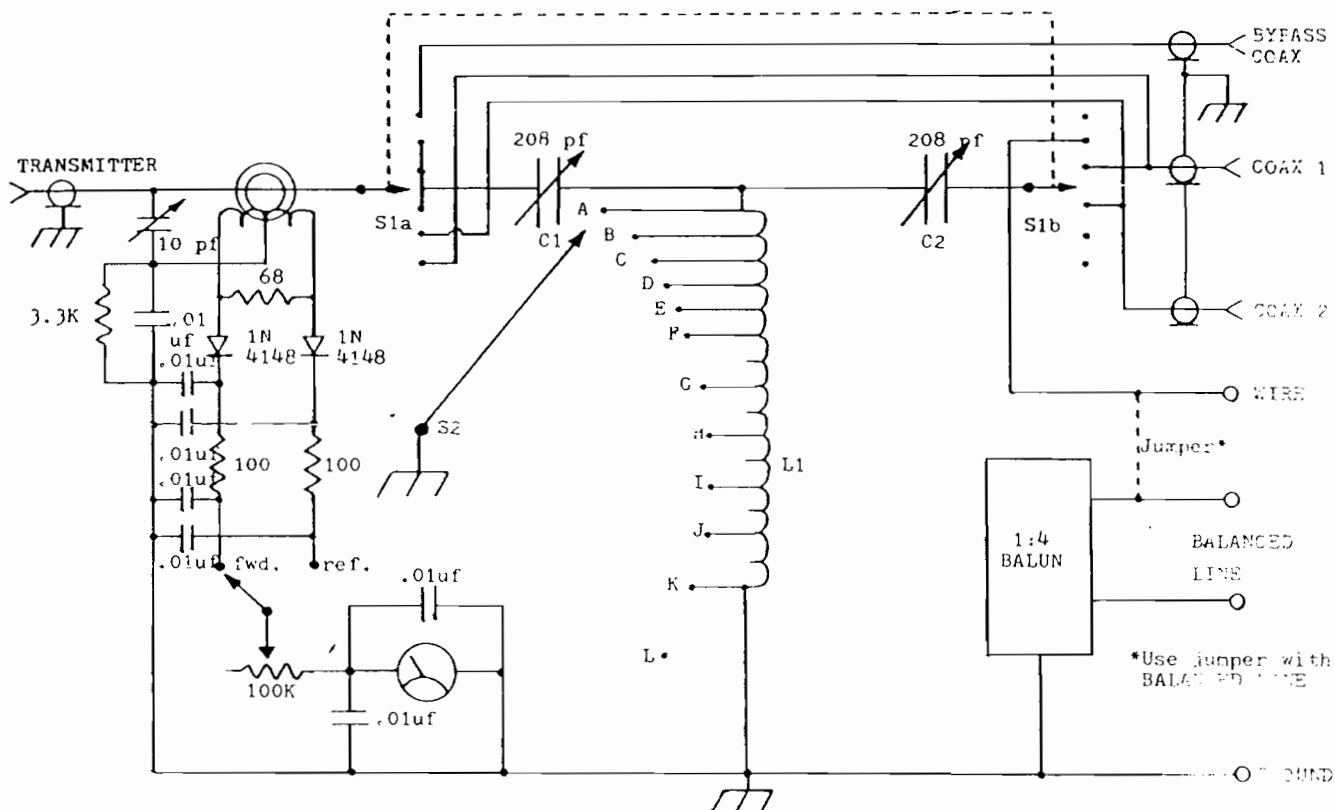 BYPASS
COAX
TRANSMITTER
208 pf
208 pf
COAX 1
S1a
C1
C2
S1b
10 pf
A
B
C
D
E
F
G
H
I
J
K
L
68
3.3K
.01
uf
1N
4148
1N
4148
COAX 2
.01uf
S2
WIRE
Jumper*
.01uf
100
100
L1
.01uf
.01uf
fwd.
ref.
1:4
BALUN
BALANCED
LINE
.01uf
100K
.01uf
*Use jumper with